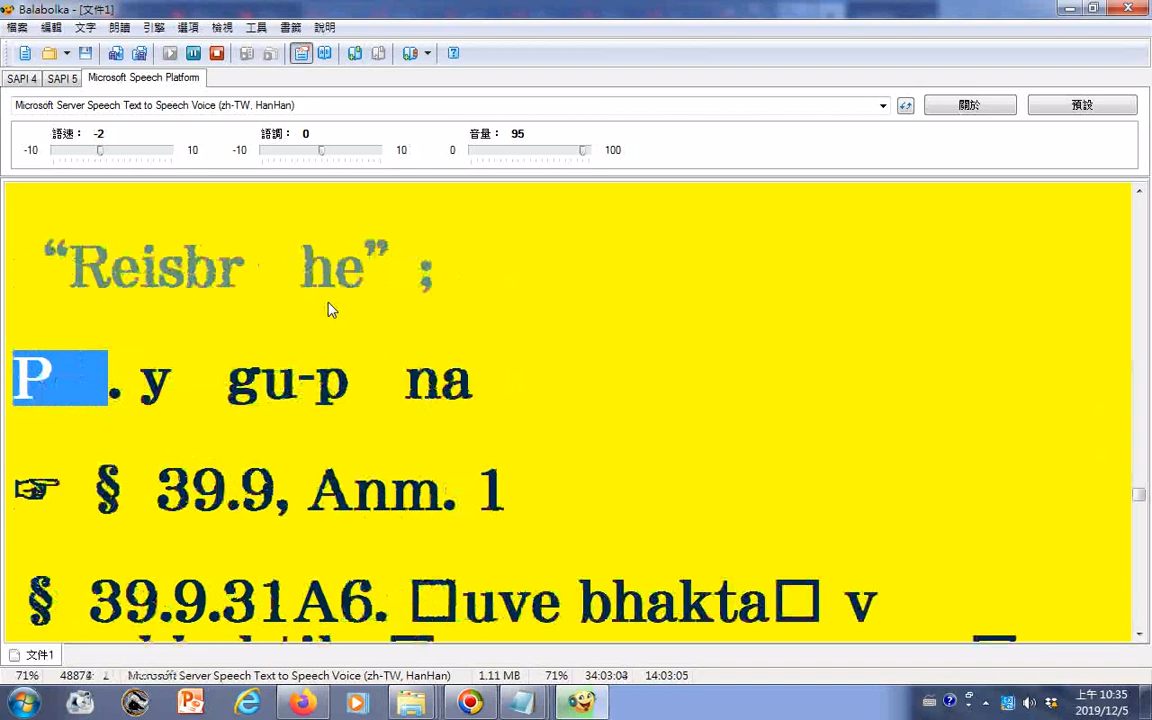 Balabolka - [文件1]
檔案 編輯 文字 朗讀 引擎 選項 檢視 工具 書籤 說明
SAPI 4 SAPI 5 Microsoft Speech Platform
Microsoft Server Speech Text to Speech Voice (zh-TW, HanHan) 關於 預設
語速： -2 語調： 0 音量： 95
-10 10 -10 10 0 100
“Reisbr he” ;
P . y gu-p na
☞ § 39.9, Anm. 1
§ 39.9.31A6. □uve bhakta□ v
文件1
71% Microsoft Server Speech Text to Speech Voice (zh-TW, HanHan) 1.11 MB 71% 34:03:03 14:03:05
上午 10:35
2019/12/5